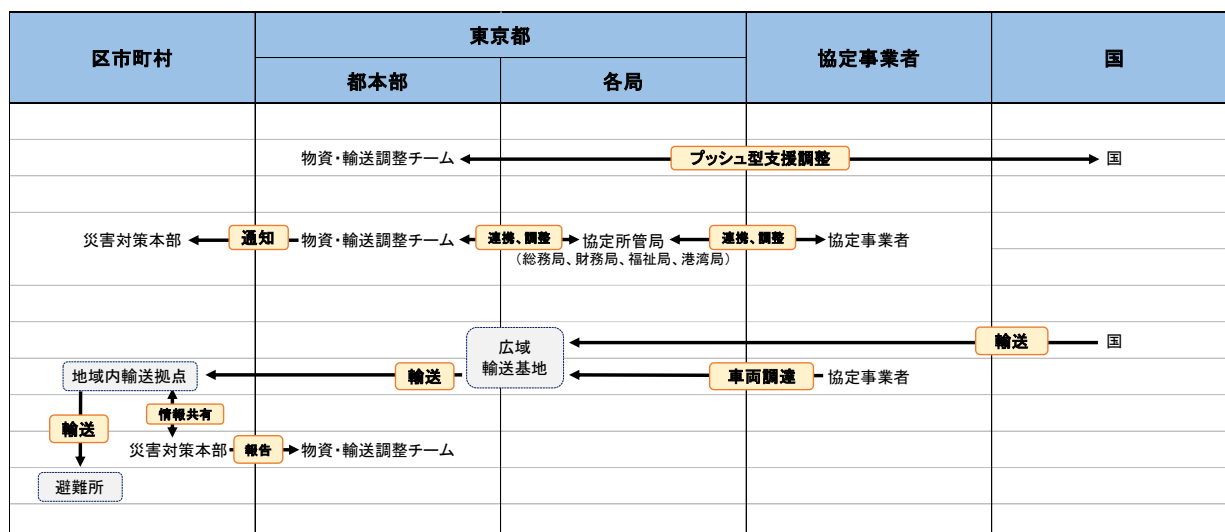 区市町村
東京都
都本部
各局
協定事業者
国
物資・輸送調整チーム
プッシュ型支援調整
国
災害対策本部
通知
物資・輸送調整チーム
連携、調整
協定所管局
（総務局、財務局、福祉局、港湾局）
連携、調整
協定事業者
広域
輸送基地
輸送
国
地域内輸送拠点
輸送
車両調達
協定事業者
輸送
情報共有
災害対策本部
報告
物資・輸送調整チーム
避難所